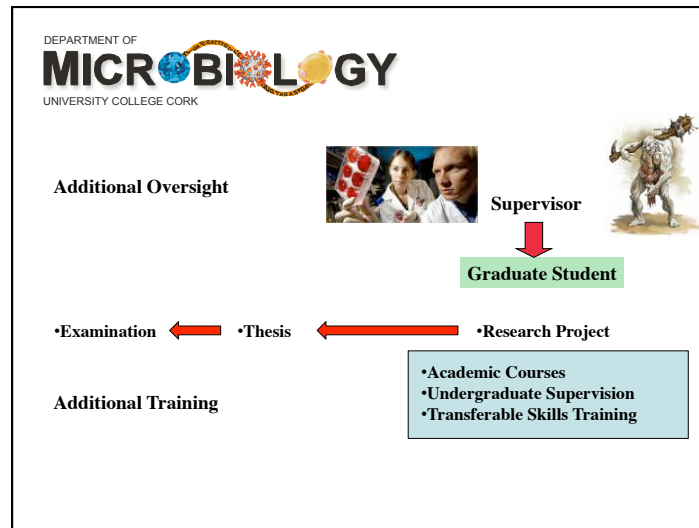 DEPARTMENT OF
MICROBIOLOGY
UNIVERSITY COLLEGE CORK
Additional Oversight
Supervisor
Graduate Student
•Examination •Thesis •Research Project
•Academic Courses
•Undergraduate Supervision
•Transferable Skills Training
Additional Training